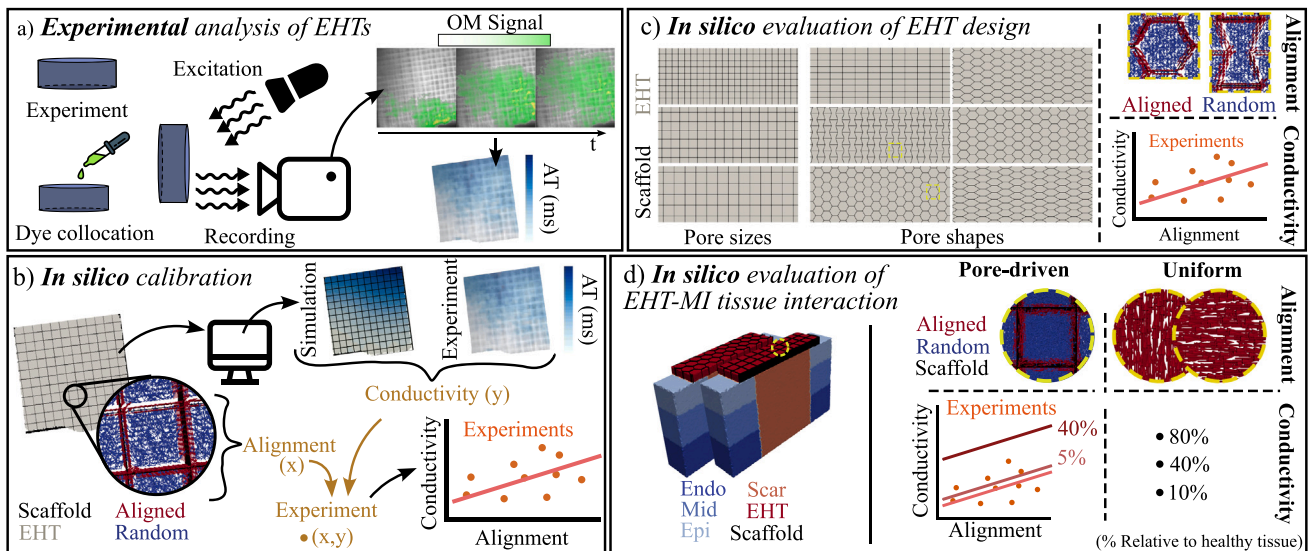 a) Experimental analysis of EHTs
OM Signal
Excitation
Experiment
t
AT (ms)
Dye collocation
Recording
b) In silico calibration
Simulation
Experiment
AT (ms)
Conductivity (y)
Alignment
(x)
Experiment
(x,y)
Scaffold
EHT
Aligned
Random
Conductivity
Experiments
Alignment
c) In silico evaluation of EHT design
EHT
Scaffold
Pore sizes
Pore shapes
Aligned
Random
Alignment
Experiments
Conductivity
Alignment
Conductivity
d) In silico evaluation of
EHT-MI tissue interaction
Endo
Mid
Epi
Scar
EHT
Scaffold
Pore-driven
Uniform
Aligned
Random
Scaffold
Alignment
Experiments
40%
5%
Conductivity
Alignment
• 80%
• 40%
• 10%
Conductivity
(% Relative to healthy tissue)